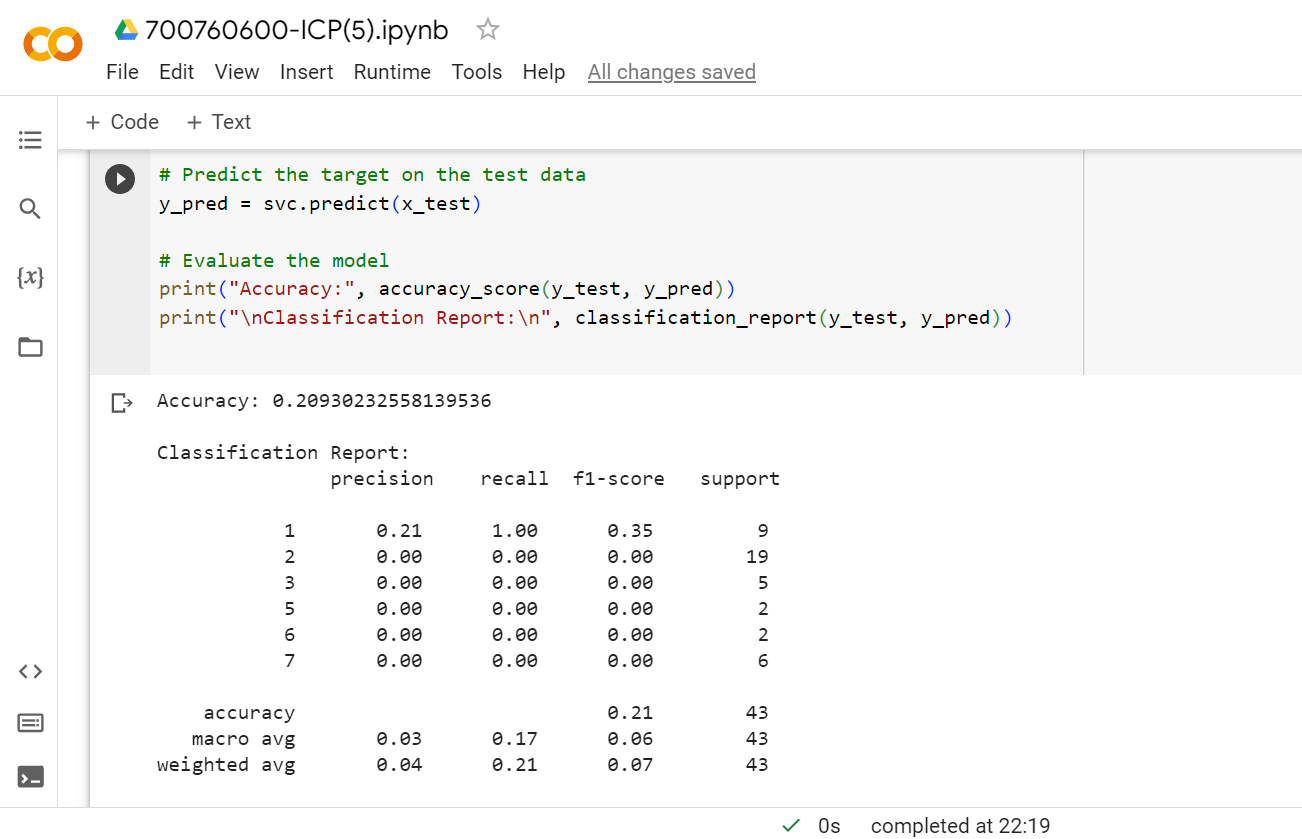 700760600-ICP(5).ipynb
File Edit View Insert Runtime Tools Help All changes saved
+ Code + Text
{x}
# Predict the target on the test data
y_pred = svc.predict(x_test)
# Evaluate the model
print("Accuracy:", accuracy_score(y_test, y_pred))
print("\nClassification Report:\n", classification_report(y_test, y_pred))
Accuracy: 0.20930232558139536
Classification Report:
precision recall f1-score support
1 0.21 1.00 0.35 9
2 0.00 0.00 0.00 19
3 0.00 0.00 0.00 5
5 0.00 0.00 0.00 2
6 0.00 0.00 0.00 2
7 0.00 0.00 0.00 6
accuracy 0.21 43
macro avg 0.03 0.17 0.06 43
weighted avg 0.04 0.21 0.07 43
0s completed at 22:19